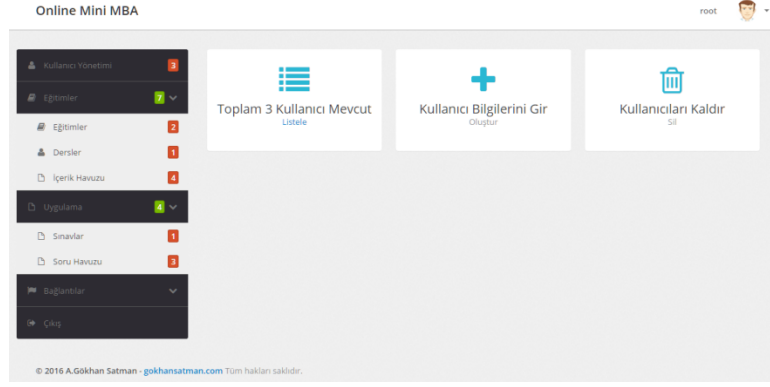 Online Mini MBA
root
Kullanıcı Yönetimi 3
Eğitimler 7
Eğitimler 2
Dersler 1
İçerik Havuzu 4
Uygulama 4
Sınavlar 1
Soru Havuzu 3
Bağlantılar
Çıkış
Toplam 3 Kullanıcı Mevcut
Listele
Kullanıcı Bilgilerini Gir
Oluştur
Kullanıcıları Kaldır
Sil
© 2016 A.Gökhan Satman - gokhansatman.com Tüm hakları saklıdır.